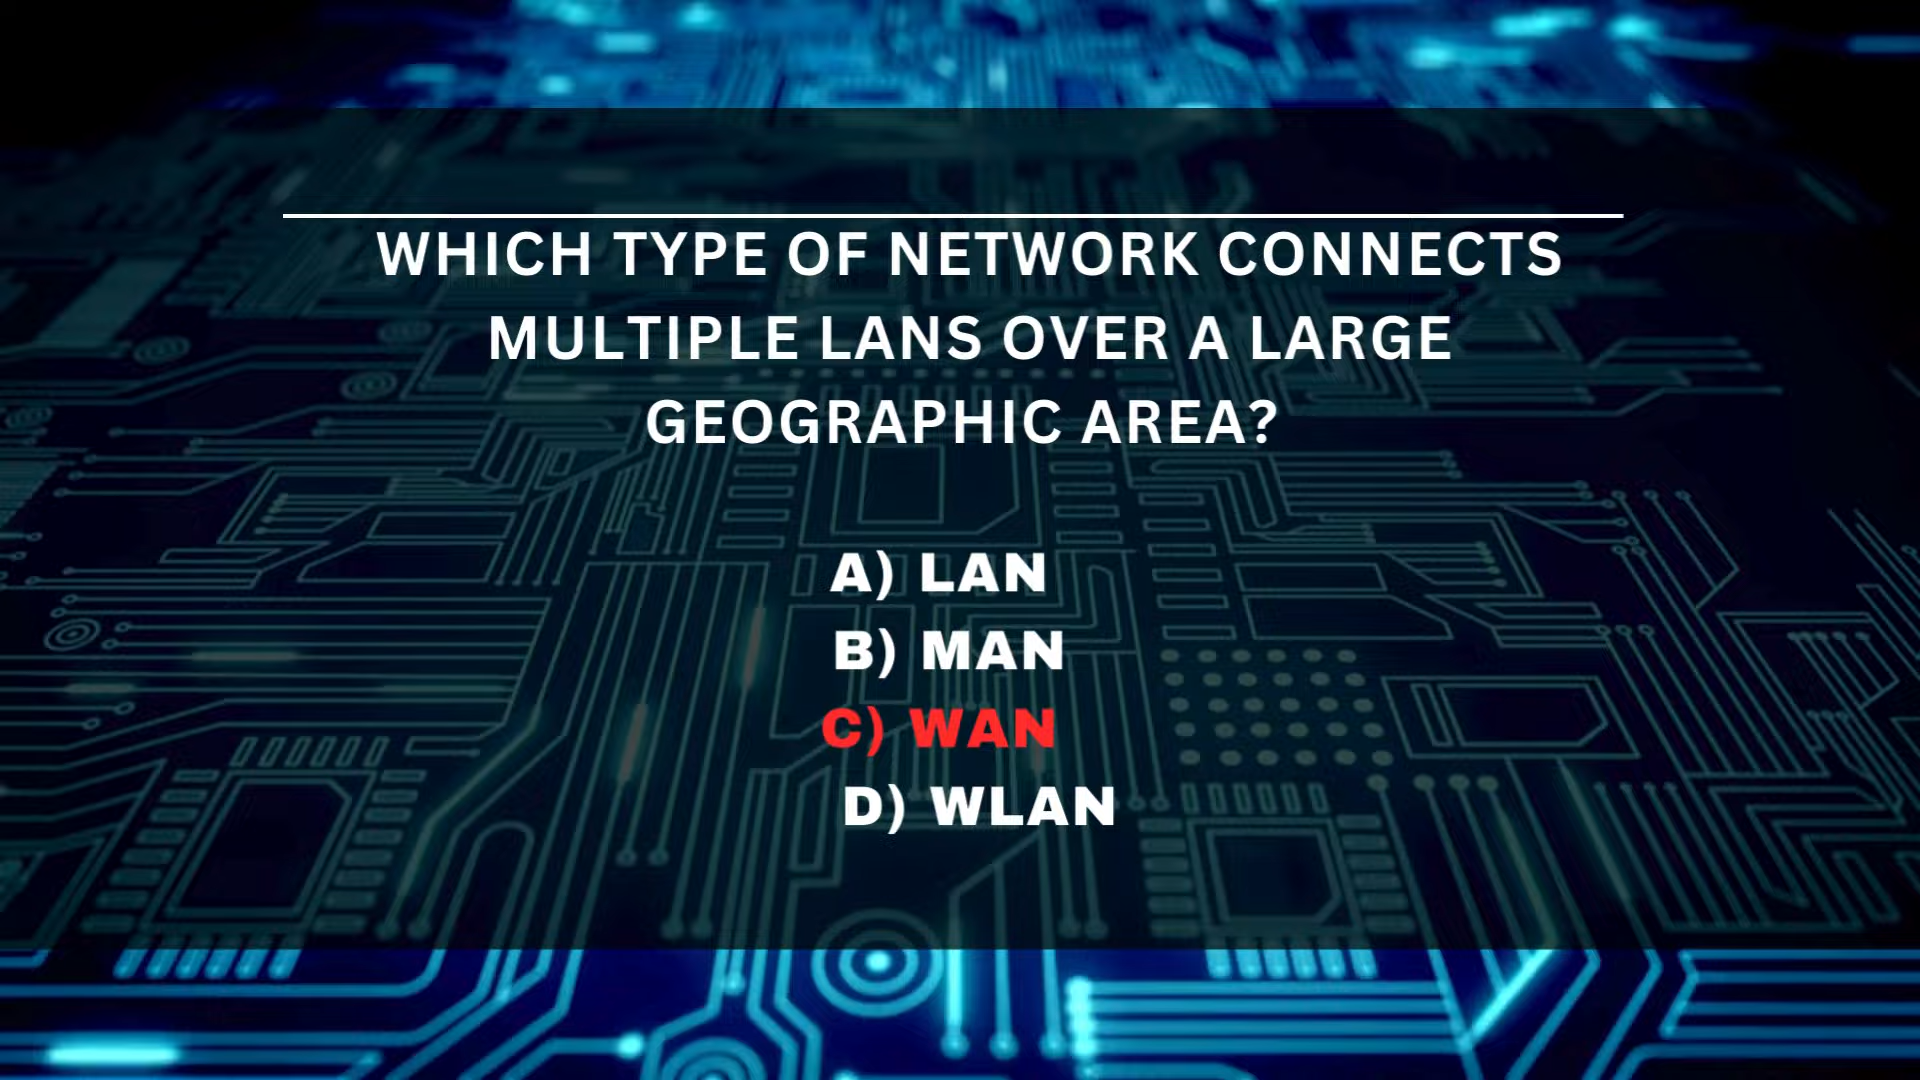 WHICH TYPE OF NETWORK CONNECTS
MULTIPLE LANS OVER A LARGE
GEOGRAPHIC AREA?
A) LAN
B) MAN
C) WAN
D) WLAN